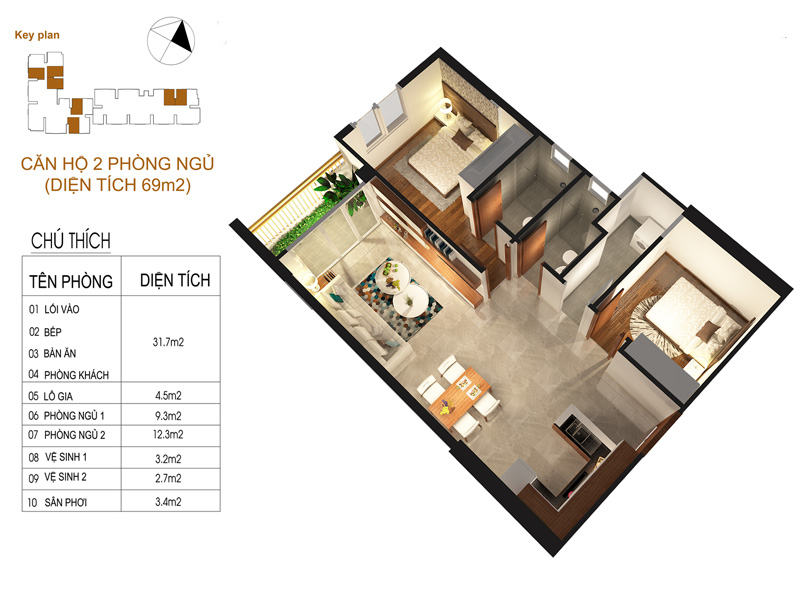 Key plan
CĂN HỘ 2 PHÒNG NGỦ
(DIỆN TÍCH 69m2)
CHÚ THÍCH
TÊN PHÒNG DIỆN TÍCH
01 LỐI VÀO
02 BẾP
31.7m2
03 BÀN ĂN
04 PHÒNG KHÁCH
05 LÔ GIA 4.5m2
06 PHÒNG NGỦ 1 9.3m2
07 PHÒNG NGỦ 2 12.3m2
08 VỆ SINH 1 3.2m2
09 VỆ SINH 2 2.7m2
10 SÂN PHƠI 3.4m2